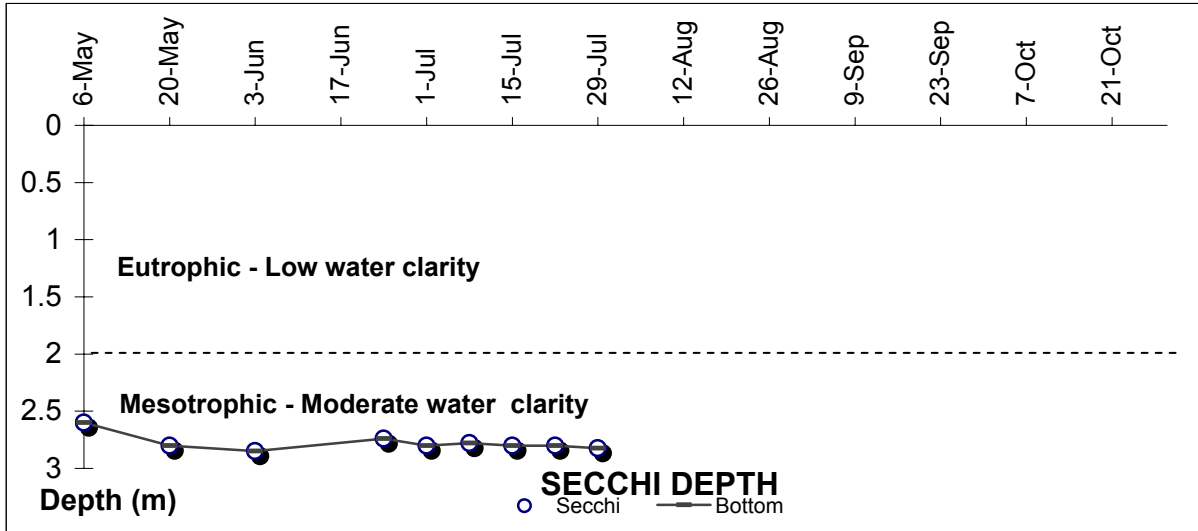 6-May
20-May
3-Jun
17-Jun
1-Jul
15-Jul
29-Jul
12-Aug
26-Aug
9-Sep
23-Sep
7-Oct
21-Oct
0
0.5
1
Eutrophic - Low water clarity
1.5
2
Mesotrophic - Moderate water clarity
2.5
3
Depth (m)
SECCHI DEPTH
Secchi Bottom